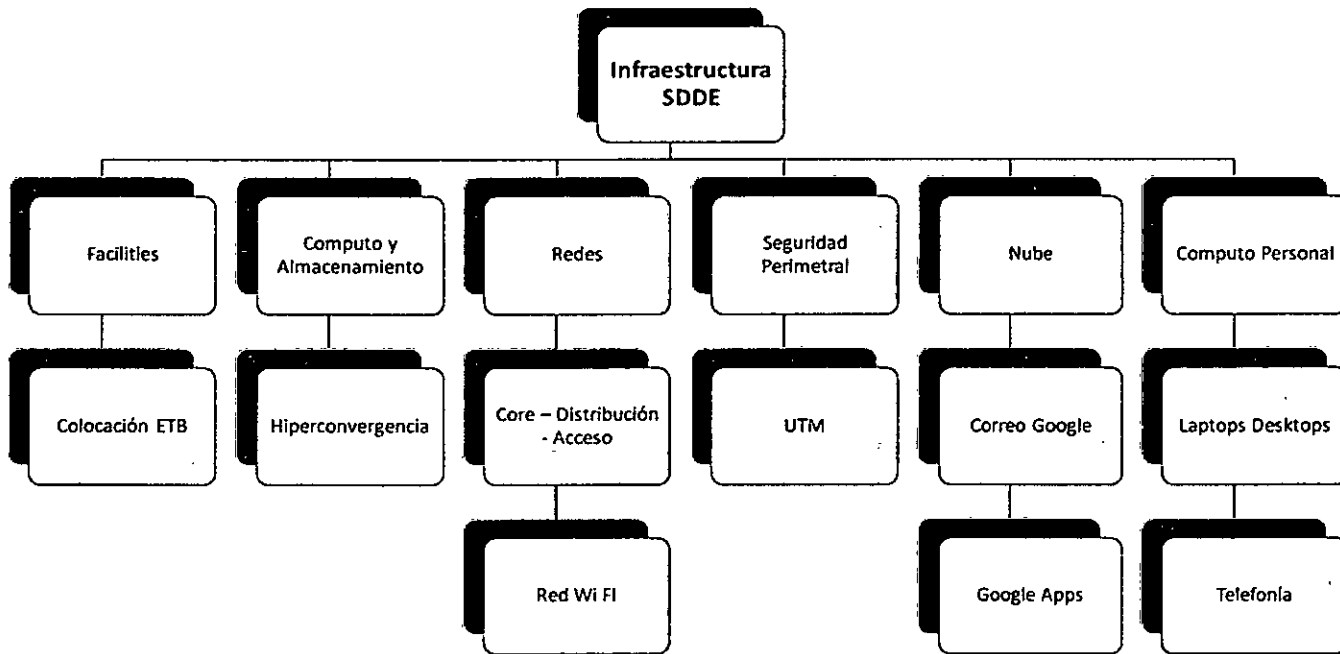 Infraestructura
SDDE
Facilities
Computo y
Almacenamiento
Redes
Seguridad
Perimetral
Nube
Computo Personal
Colocación ETB
Hiperconvergencia
Core – Distribución
- Acceso
UTM
Correo Google
Laptops Desktops
Red Wi FI
Google Apps
Telefonía